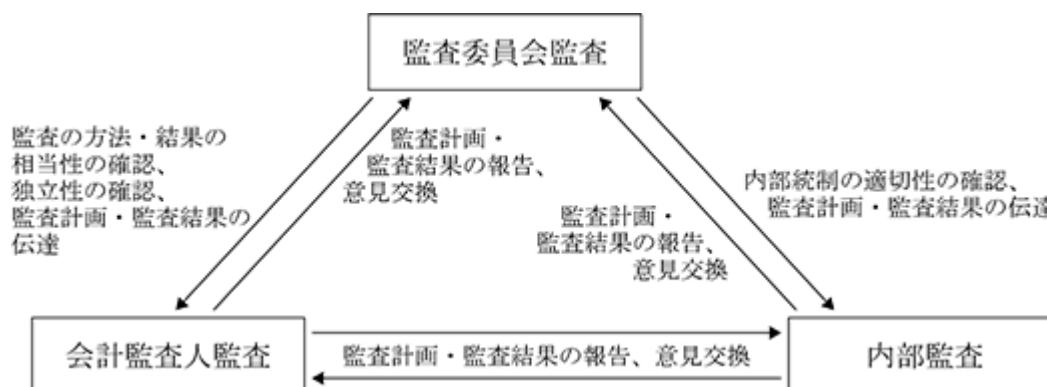 監査委員会監査
監査の方法・結果の
相当性の確認、
独立性の確認、
監査計画・監査結果の
伝達
監査計画・
監査結果の報告、
意見交換
監査計画・
監査結果の報告、
意見交換
内部統制の適切性の確認、
監査計画・監査結果の伝達
会計監査人監査
監査計画・監査結果の報告、意見交換
内部監査